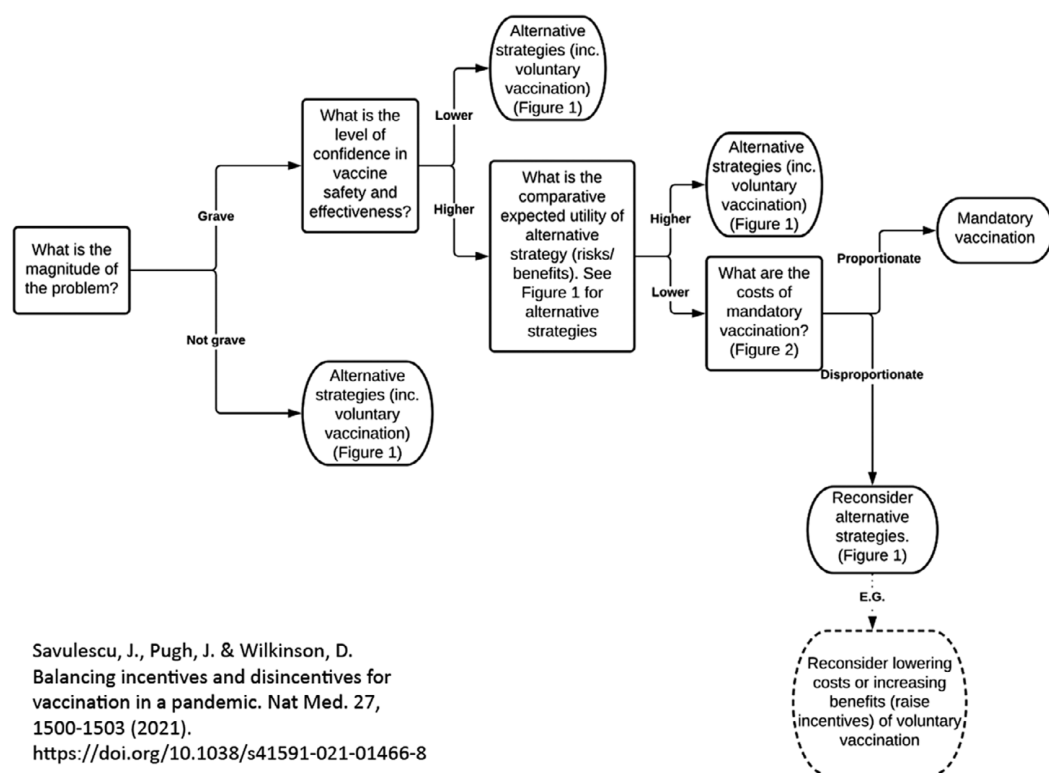 What is the
magnitude of
the problem?
Grave
Not grave
What is the
level of
confidence in
vaccine
safety and
effectiveness?
Alternative
strategies (inc.
voluntary
vaccination)
(Figure 1)
Lower
Higher
Alternative
strategies (inc.
voluntary
vaccination)
(Figure 1)
What is the
comparative
expected utility of
alternative
strategy (risks/
benefits). See
Figure 1 for
alternative
strategies
Higher
Lower
Alternative
strategies (inc.
voluntary
vaccination)
(Figure 1)
What are the
costs of
mandatory
vaccination?
(Figure 2)
Proportionate
Disproportionate
Mandatory
vaccination
Reconsider
alternative
strategies.
(Figure 1)
E.G.
Reconsider lowering
costs or increasing
benefits (raise
incentives) of voluntary
vaccination
Savulescu, J., Pugh, J. & Wilkinson, D.
Balancing incentives and disincentives for
vaccination in a pandemic. Nat Med. 27,
1500-1503 (2021).
https://doi.org/10.1038/s41591-021-01466-8